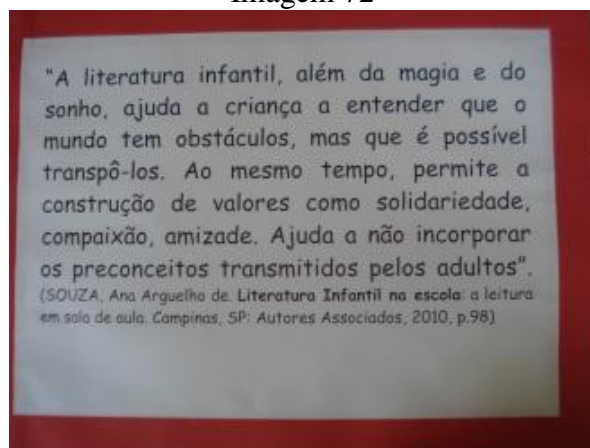 "A literatura infantil, além da magia e do
sonho, ajuda a criança a entender que o
mundo tem obstáculos, mas que é possível
transpô-los. Ao mesmo tempo, permite a
construção de valores como solidariedade,
compaixão, amizade. Ajuda a não incorporar
os preconceitos transmitidos pelos adultos".
(SOUZA, Ana Arguelho de. Literatura Infantil na escola: a leitura
em sala de aula. Campinas, SP: Autores Associados, 2010, p.98)